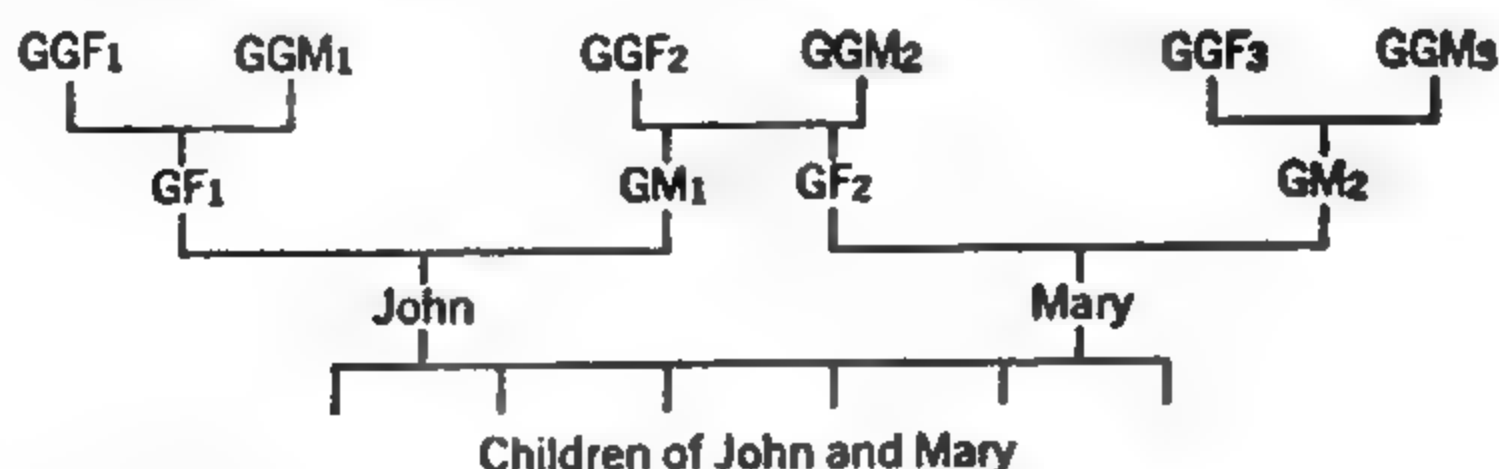 GGF1 GGM1 GGF2 GGM2 GGF3 GGM3
GF1 GM1 GF2 GM2
John Mary
Children of John and Mary